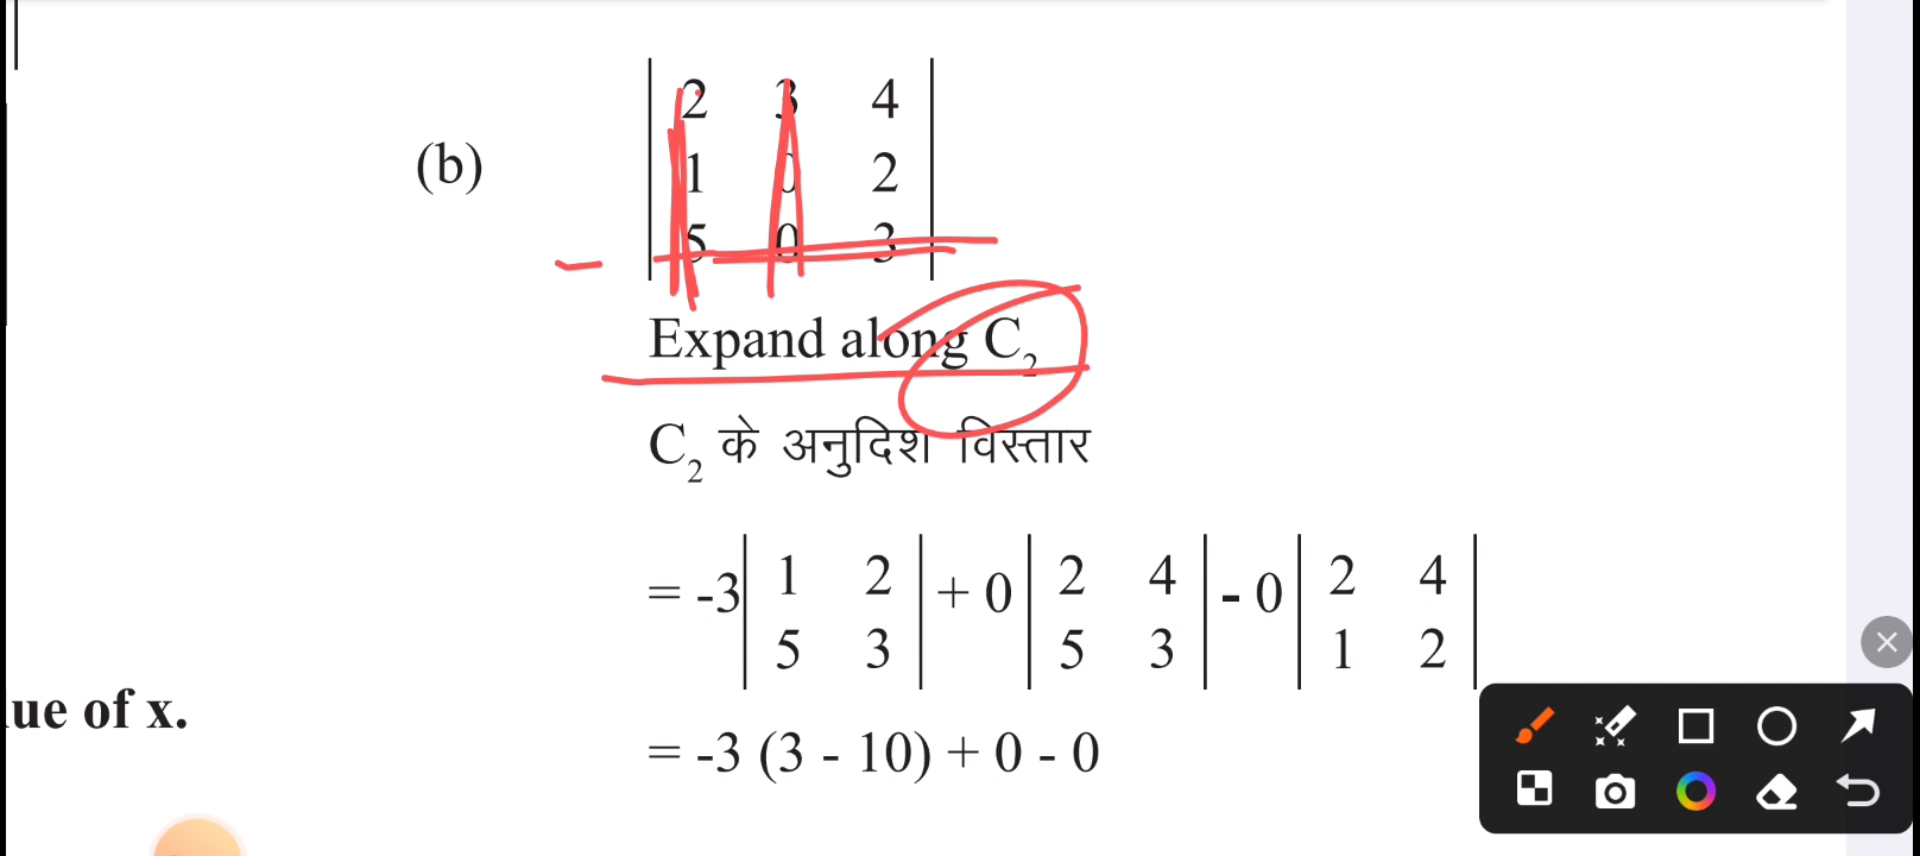 2 3 4
(b)
1 0 2
5 0 3
Expand along C₂
C₂ के अनुदिश विस्तार
= -3 | 1 2 | + 0 | 2 4 | - 0 | 2 4 |
| 5 3 | | 5 3 | | 1 2 |
ue of x.
= -3 (3 - 10) + 0 - 0